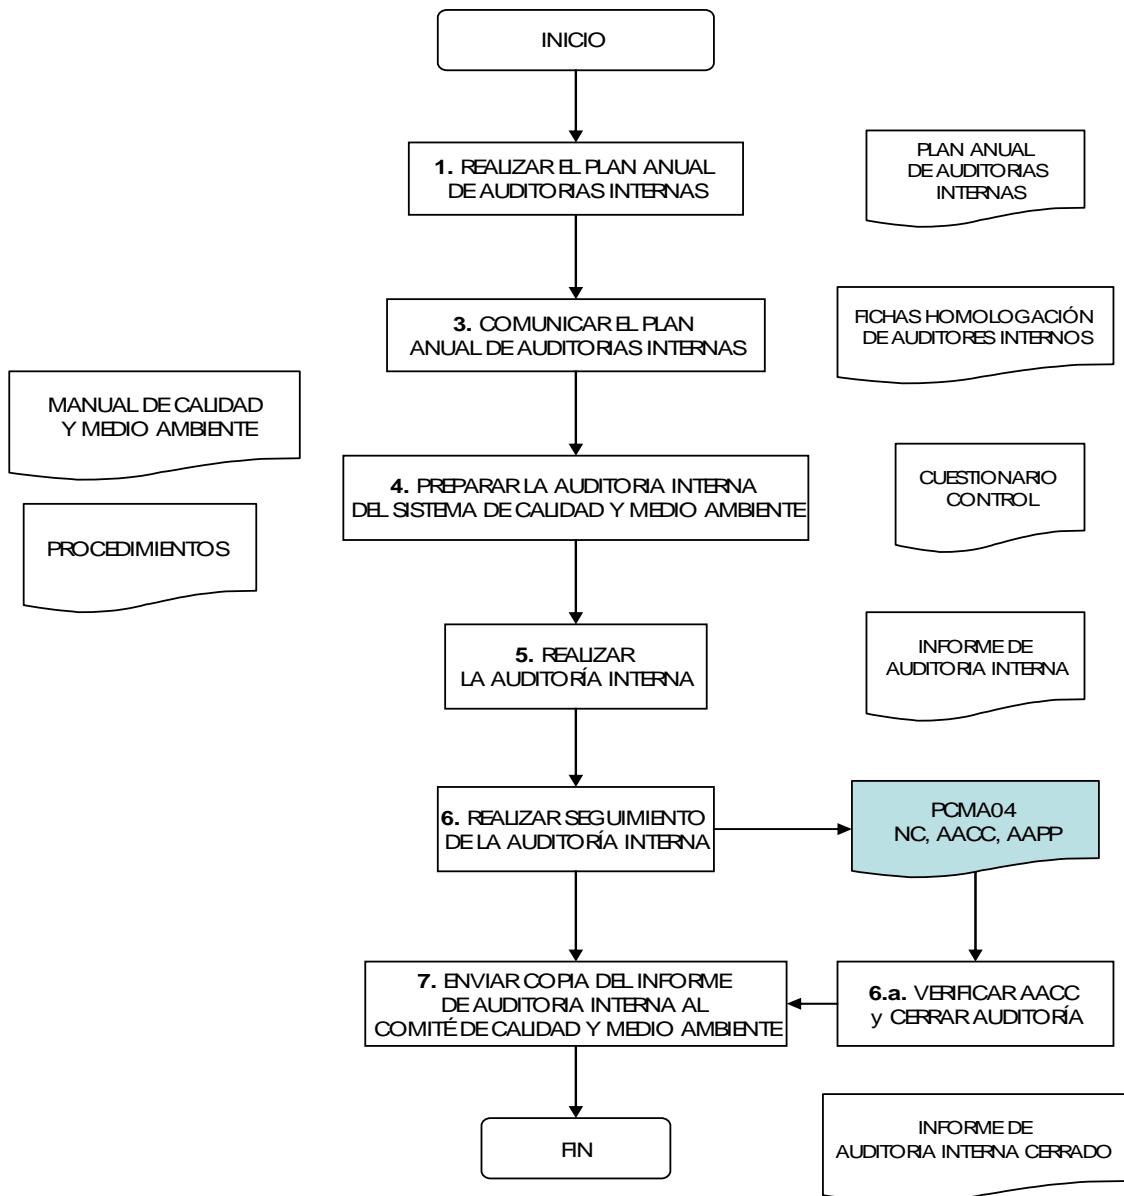 INICIO
1. REALIZAR EL PLAN ANUAL
DE AUDITORIAS INTERNAS
PLAN ANUAL
DE AUDITORIAS
INTERNAS
3. COMUNICAR EL PLAN
ANUAL DE AUDITORIAS INTERNAS
FICHAS HOMOLOGACIÓN
DE AUDITORES INTERNOS
MANUAL DE CALIDAD
Y MEDIO AMBIENTE
4. PREPARAR LA AUDITORIA INTERNA
DEL SISTEMA DE CALIDAD Y MEDIO AMBIENTE
CUESTIONARIO
CONTROL
PROCEDIMIENTOS
5. REALIZAR
LA AUDITORÍA INTERNA
INFORME DE
AUDITORIA INTERNA
6. REALIZAR SEGUIMIENTO
DE LA AUDITORÍA INTERNA
PCMA04
NC, AACC, AAPP
7. ENVIAR COPIA DEL INFORME
DE AUDITORIA INTERNA AL
COMITÉ DE CALIDAD Y MEDIO AMBIENTE
6.a. VERIFICAR AACC
y CERRAR AUDITORÍA
FIN
INFORME DE
AUDITORIA INTERNA CERRADO